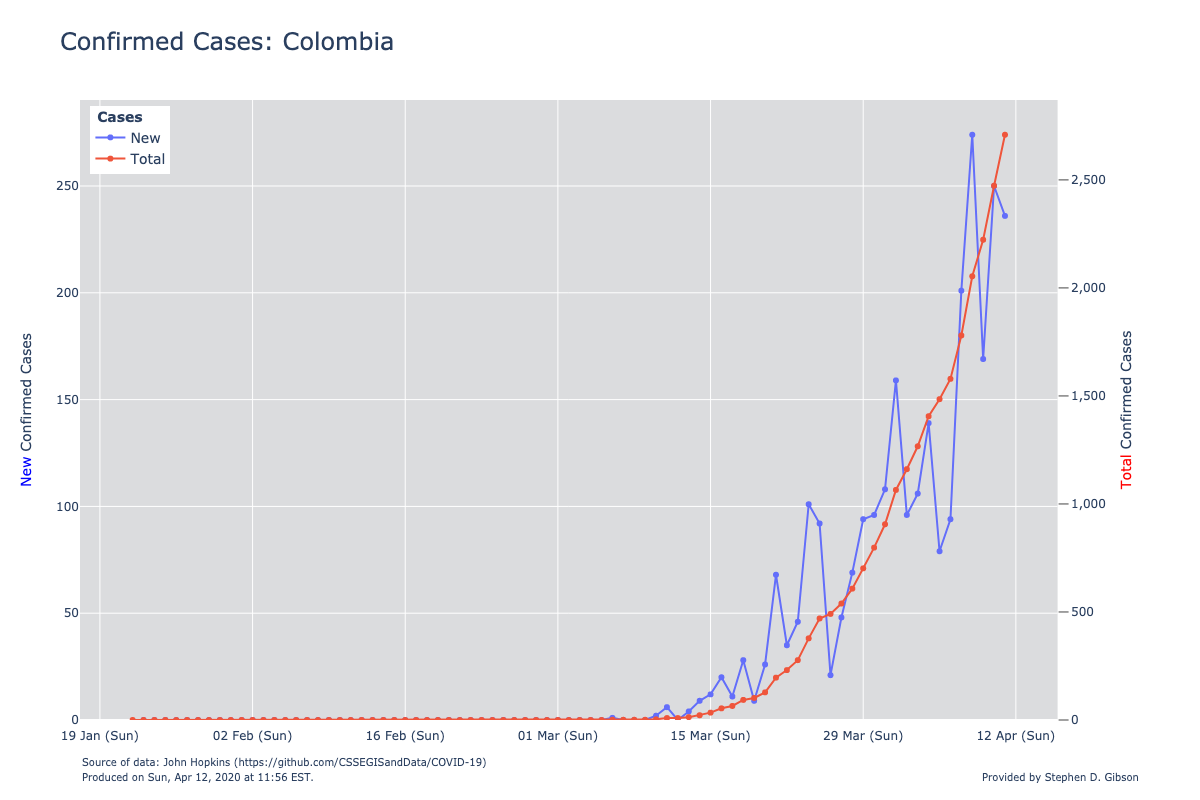 Confirmed Cases: Colombia
Cases
New
Total
250
200
150
100
50
0
2,500
2,000
1,500
1,000
500
0
New Confirmed Cases
Total Confirmed Cases
19 Jan (Sun)
02 Feb (Sun)
16 Feb (Sun)
01 Mar (Sun)
15 Mar (Sun)
29 Mar (Sun)
12 Apr (Sun)
Source of data: John Hopkins (https://github.com/CSSEGISandData/COVID-19)
Produced on Sun, Apr 12, 2020 at 11:56 EST.
Provided by Stephen D. Gibson